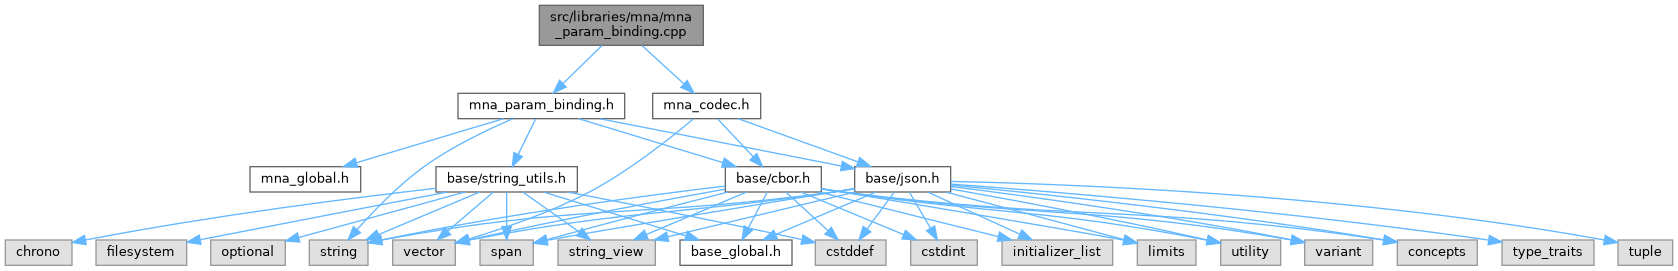 src/libraries/mna/mna
_param_binding.cpp
mna_param_binding.h
mna_codec.h
mna_global.h
base/string_utils.h
base/cbor.h
base/json.h
chrono
filesystem
optional
string
vector
span
string_view
base_global.h
cstddef
cstdint
initializer_list
limits
utility
variant
concepts
type_traits
tuple